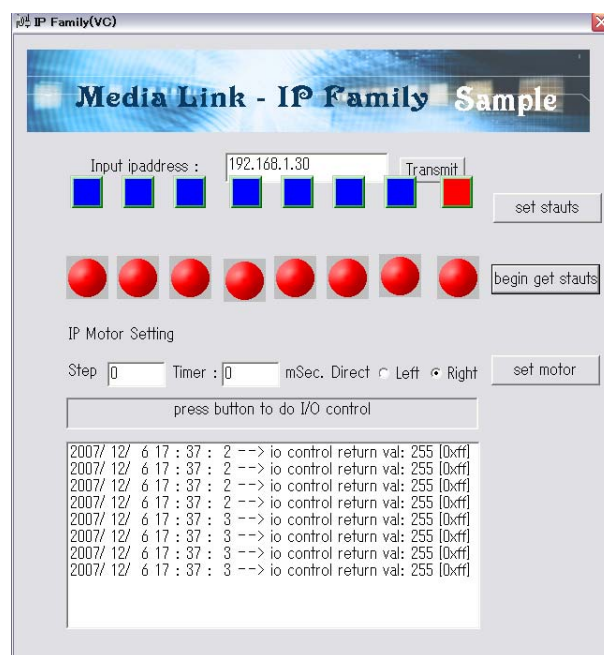 IP Family(VC)
Media Link - IP Family Sample
Input ipaddress : 192.168.1.30 Transmit
set stauts
begin get stauts
IP Motor Setting
Step 0 Timer : 0 mSec. Direct Left Right set motor
press button to do I/O control
2007/ 12/ 6 17 : 37 : 2 --> io control return val: 255 [0xff]
2007/ 12/ 6 17 : 37 : 2 --> io control return val: 255 [0xff]
2007/ 12/ 6 17 : 37 : 2 --> io control return val: 255 [0xff]
2007/ 12/ 6 17 : 37 : 2 --> io control return val: 255 [0xff]
2007/ 12/ 6 17 : 37 : 3 --> io control return val: 255 [0xff]
2007/ 12/ 6 17 : 37 : 3 --> io control return val: 255 [0xff]
2007/ 12/ 6 17 : 37 : 3 --> io control return val: 255 [0xff]
2007/ 12/ 6 17 : 37 : 3 --> io control return val: 255 [0xff]